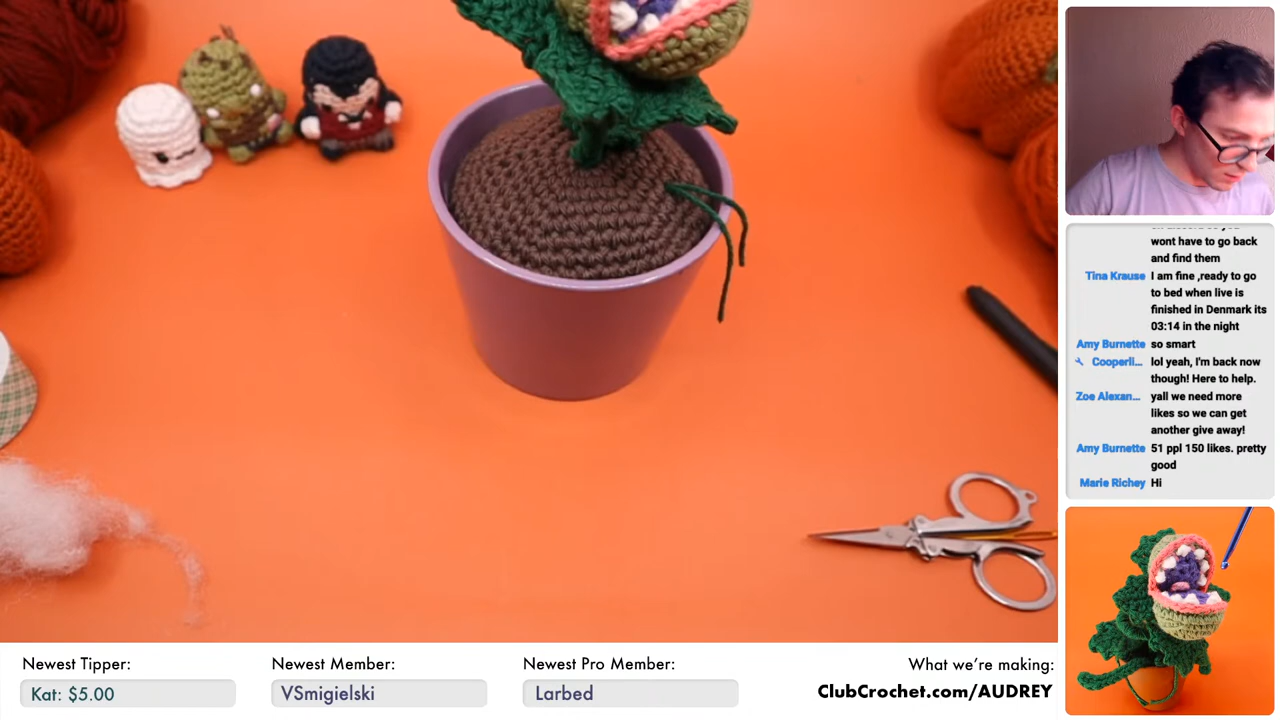 wont have to go back
and find them
Tina Krause I am fine ,ready to go
to bed when live is
finished in Denmark its
03:14 in the night
Amy Burnette so smart
Cooperli... lol yeah, I'm back now
though! Here to help.
Zoe Alexan... yall we need more
likes so we can get
another give away!
Amy Burnette 51 ppl 150 likes. pretty
good
Marie Richey Hi
Newest Tipper:
Kat: $5.00
Newest Member:
VSmigielski
Newest Pro Member:
Larbed
What we're making:
ClubCrochet.com/AUDREY